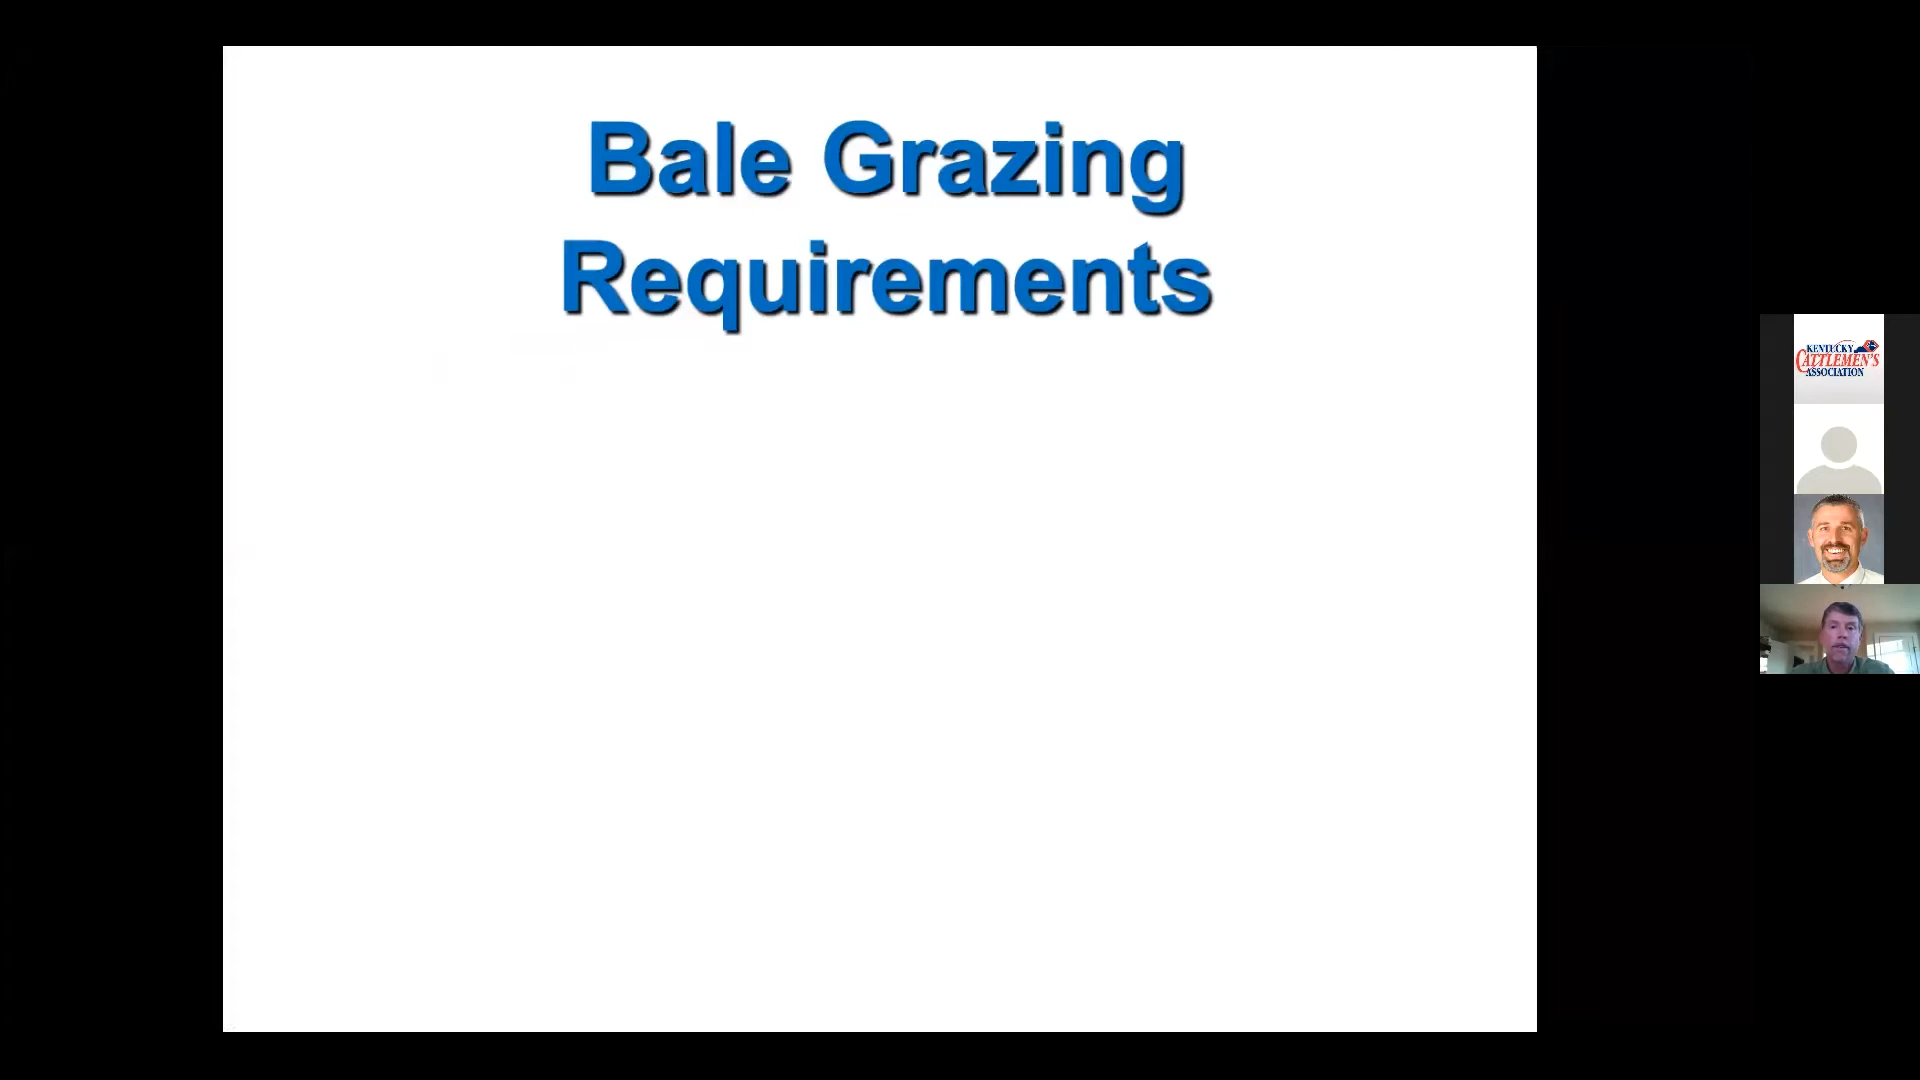 Bale Grazing
Requirements
KENTUCKY
CATTLEMEN'S
ASSOCIATION